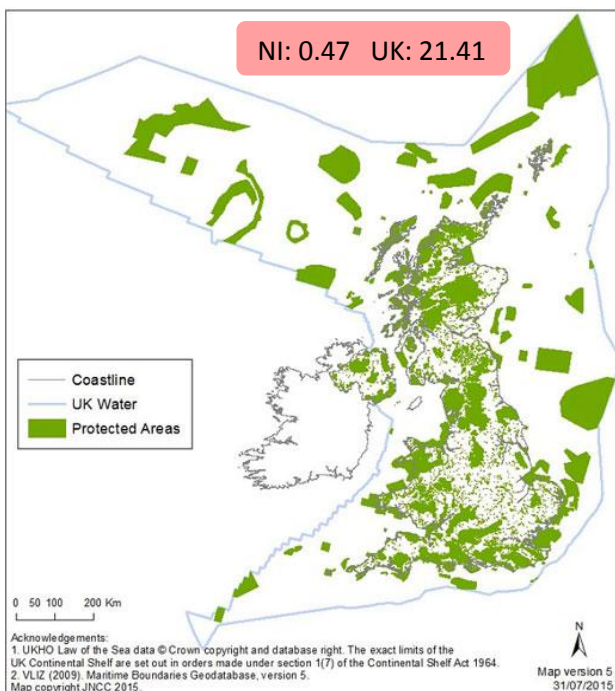 NI: 0.47 UK: 21.41
Coastline
UK Water
Protected Areas
0 50 100 200 Km
Acknowledgements:
1. UKHO Law of the Sea data © Crown copyright and database right. The exact limits of the
UK Continental Shelf are set out in orders made under section 1(7) of the Continental Shelf Act 1964.
2. VLIZ (2009). Maritime Boundaries Geodatabase, version 5.
Map copyright JNCC 2015.
N
Map version 5
31/07/2015